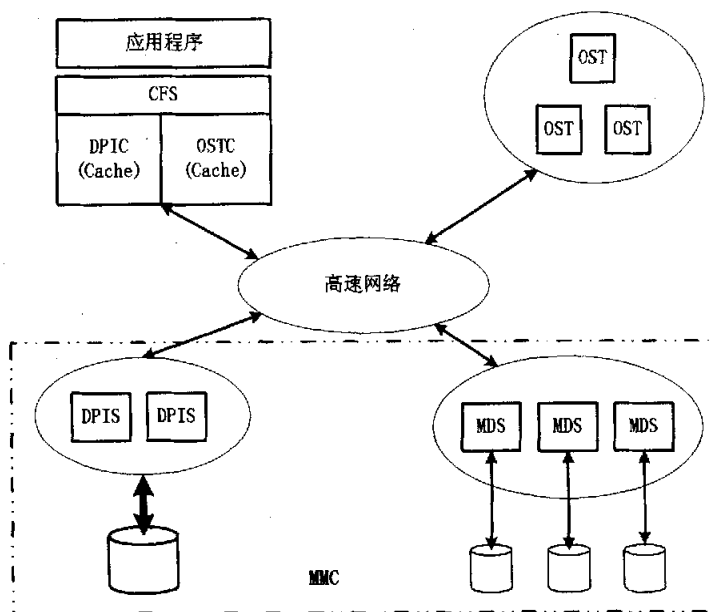 应用程序
CFS
DPIC
(Cache)
OSTC
(Cache)
OST
OST
OST
高速网络
DPIS
DPIS
MDS
MDS
MDS
MMC